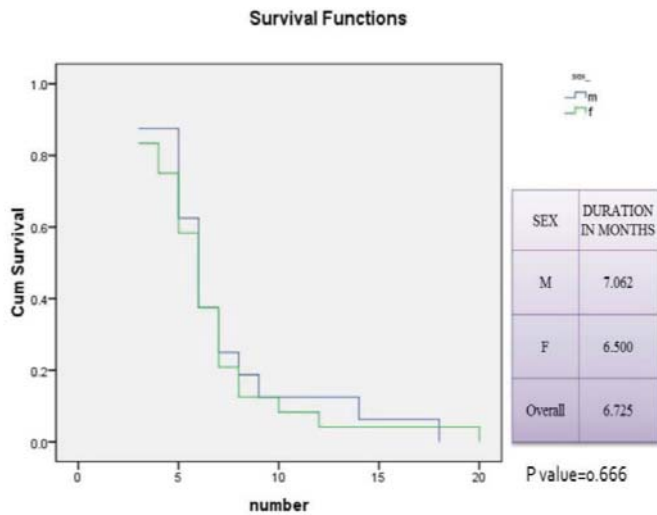 Survival Functions
sex_
m
f
1.0
0.8
0.6
0.4
0.2
0.0
Cum Survival
0
5
10
15
20
number
SEX
DURATION
IN MONTHS
M
7.062
F
6.500
Overall
6.725
P value=o.666